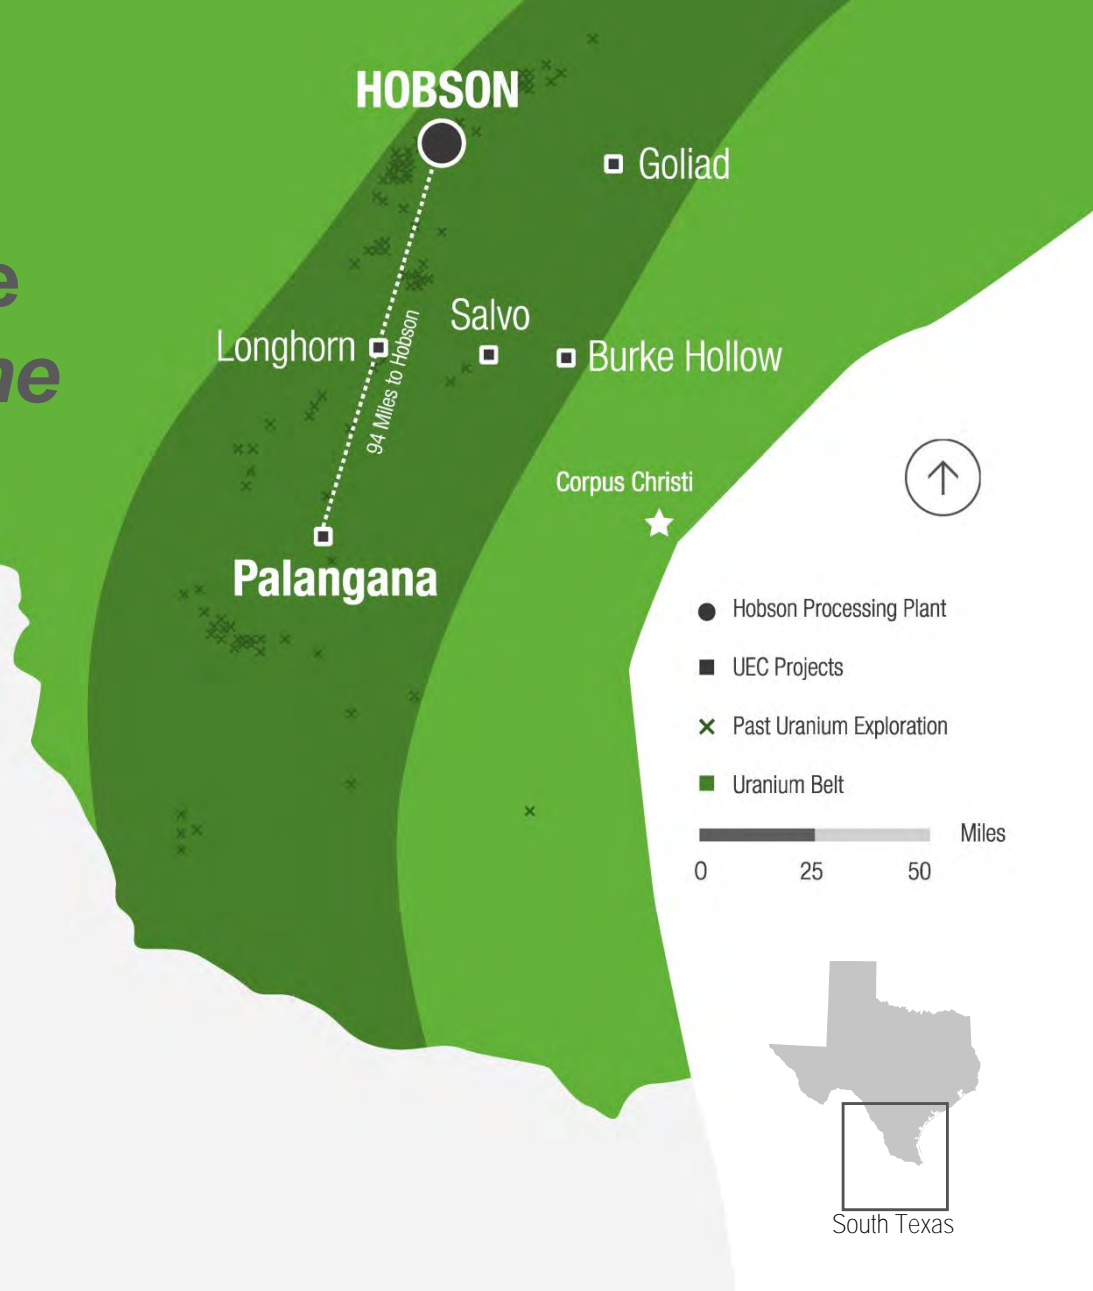 HOBSON
Goliad
e
Salvo
Longhorn
94 Miles to Hobson
Burke Hollow
ne
Corpus Christi
Palangana
Hobson Processing Plant
UEC Projects
Past Uranium Exploration
Uranium Belt
Miles
0 25 50
South Texas